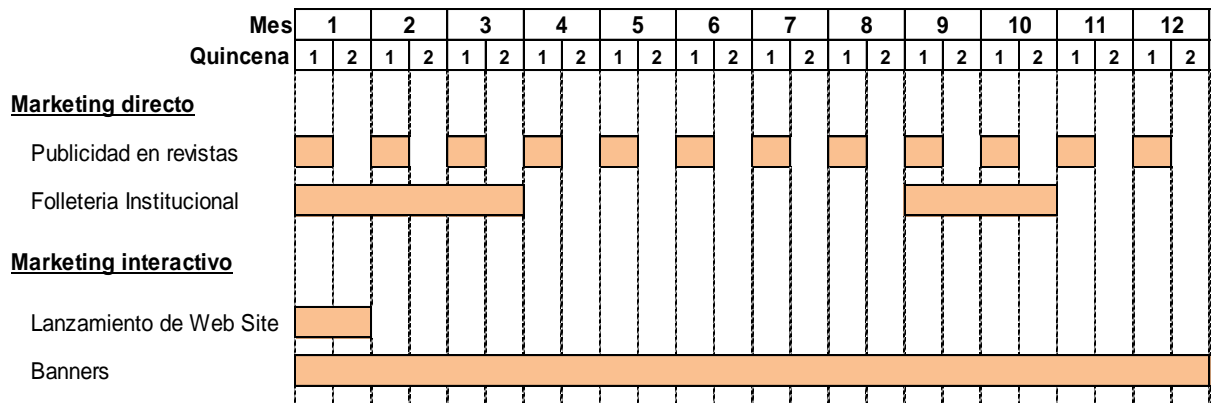 Mes 1 2 3 4 5 6 7 8 9 10 11 12
Quincena 1 2 1 2 1 2 1 2 1 2 1 2 1 2 1 2 1 2 1 2 1 2 1 2
Marketing directo
Publicidad en revistas
Folleteria Institucional
Marketing interactivo
Lanzamiento de Web Site
Banners